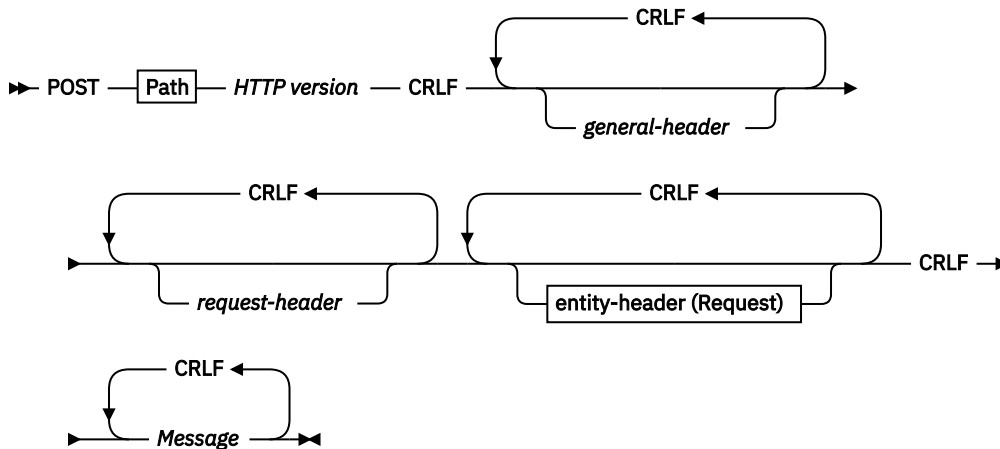 CRLF
POST Path HTTP version CRLF
general-header
CRLF CRLF
CRLF
request-header entity-header (Request)
CRLF
Message